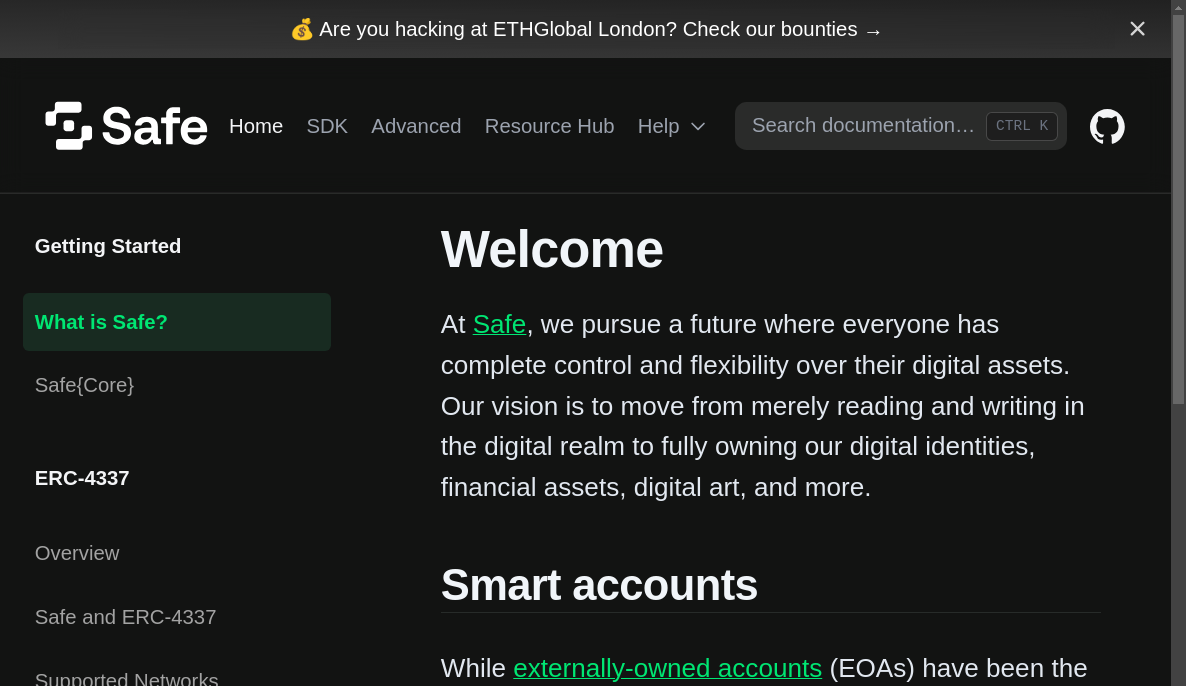 💰 Are you hacking at ETHGlobal London? Check our bounties →
Safe Home SDK Advanced Resource Hub Help Search documentation… CTRL K
Getting Started
What is Safe?
Safe{Core}
ERC-4337
Overview
Safe and ERC-4337
Supported Networks
Welcome
At Safe, we pursue a future where everyone has
complete control and flexibility over their digital assets.
Our vision is to move from merely reading and writing in
the digital realm to fully owning our digital identities,
financial assets, digital art, and more.
Smart accounts
While externally-owned accounts (EOAs) have been the